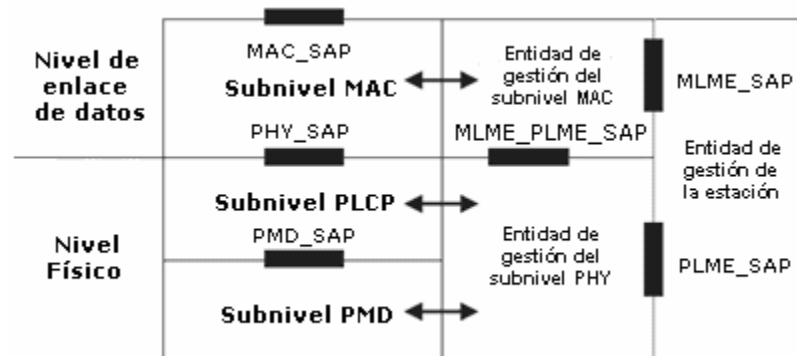 Nivel de
enlace
de datos
MAC_SAP
Subnivel MAC
Entidad de
gestión del
subnivel MAC
MLME_SAP
PHY_SAP
MLME_PLME_SAP
Entidad de
gestión de
la estación
Nivel
Físico
Subnivel PLCP
PMD_SAP
Subnivel PMD
Entidad de
gestión del
subnivel PHY
PLME_SAP